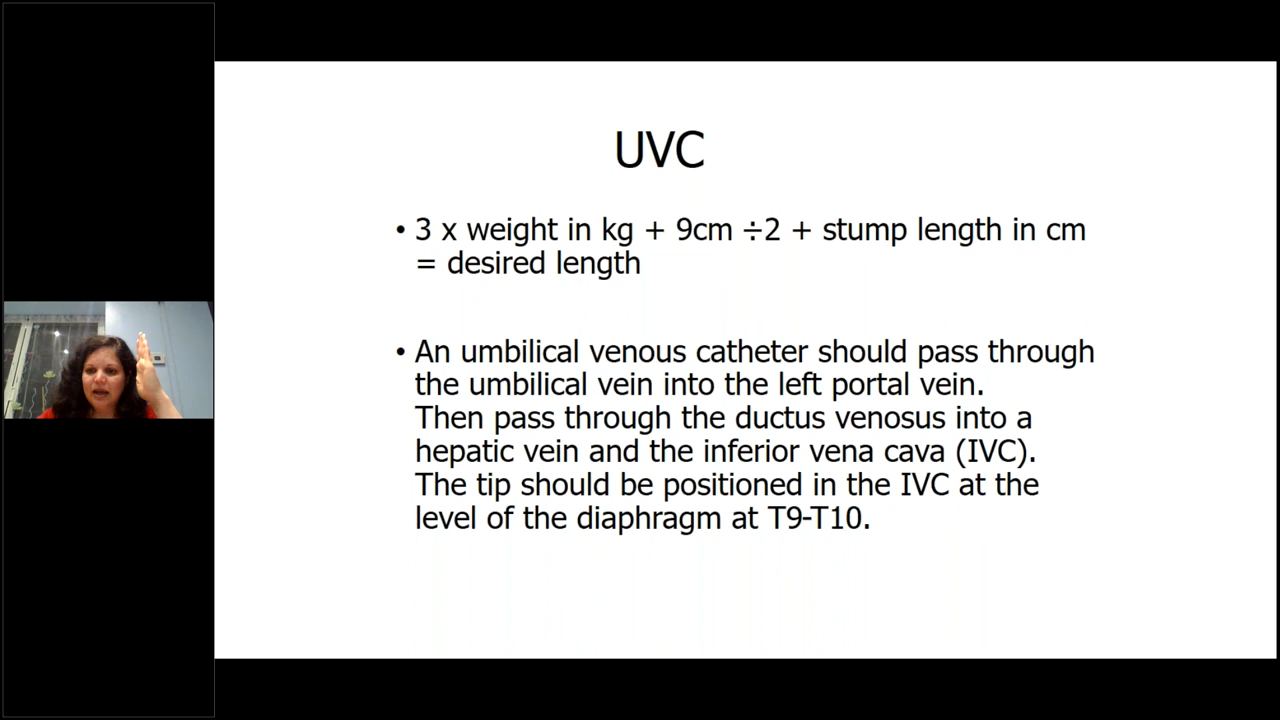 UVC
• 3 x weight in kg + 9cm ÷2 + stump length in cm
= desired length
• An umbilical venous catheter should pass through
the umbilical vein into the left portal vein.
Then pass through the ductus venosus into a
hepatic vein and the inferior vena cava (IVC).
The tip should be positioned in the IVC at the
level of the diaphragm at T9-T10.